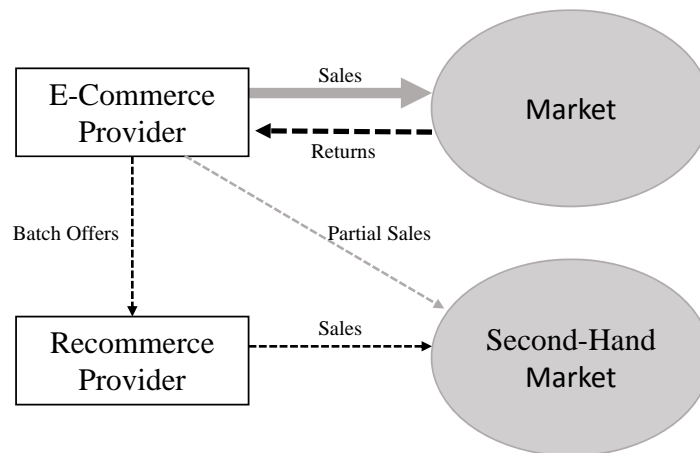 Sales
E-Commerce
Provider
Market
Returns
Batch Offers
Partial Sales
Sales
Recommerce
Provider
Second-Hand
Market